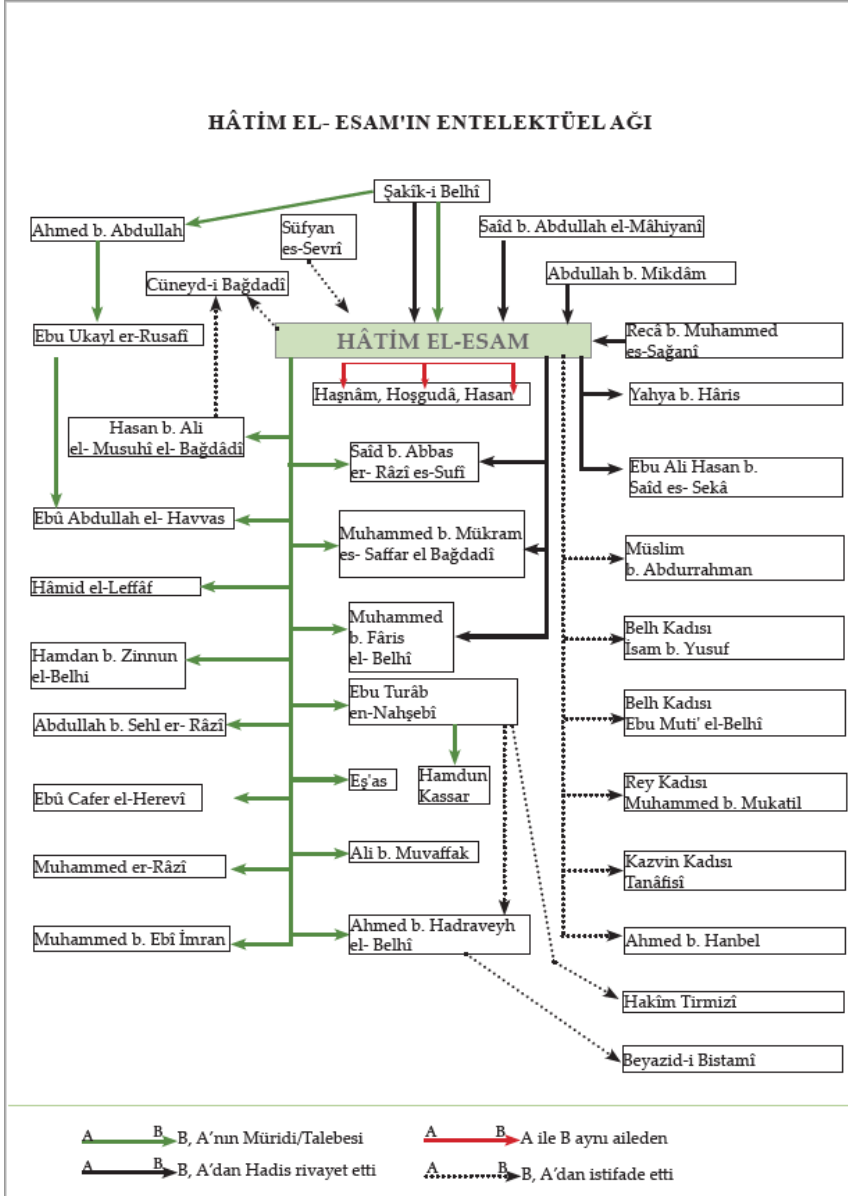 HÂTİM EL- ESAM'IN ENTELEKTÜEL AĞI
Şakîk-i Belhî
Ahmed b. Abdullah
Süfyan
es-Sevrî
Saîd b. Abdullah el-Mâhiyanî
Cüneyd-i Bağdadî
Abdullah b. Mikdâm
Ebu Ukayl er-Rusafî
HÂTİM EL-ESAM
Recâ b. Muhammed
es-Sağanî
Haşnâm, Hoşgudâ, Hasan
Yahya b. Hâris
Hasan b. Ali
el- Musuhî el- Bağdâdî
Saîd b. Abbas
er- Râzî es-Sufî
Ebu Ali Hasan b.
Saîd es- Sekâ
Ebû Abdullah el- Havvas
Muhammed b. Mükram
es- Saffar el Bağdadî
Müslim
b. Abdurrahman
Hâmid el-Leffâf
Muhammed
b. Fâris
el- Belhî
Belh Kadısı
İsam b. Yusuf
Hamdan b. Zinnun
el-Belhi
Ebu Turâb
en-Nahşebî
Belh Kadısı
Ebu Muti' el-Belhî
Abdullah b. Sehl er- Râzî
Eş'as
Hamdun
Kassar
Rey Kadısı
Muhammed b. Mukatil
Ebû Cafer el-Herevî
Muhammed er-Râzî
Ali b. Muvaffak
Kazvin Kadısı
Tanâfisî
Muhammed b. Ebî İmran
Ahmed b. Hadraveyh
el- Belhî
Ahmed b. Hanbel
Hakîm Tirmizî
Beyazid-i Bistamî
A B B, A'nın Müridi/Talebesi
A B A ile B aynı aileden
A B B, A'dan Hadis rivayet etti
A B B, A'dan istifade etti